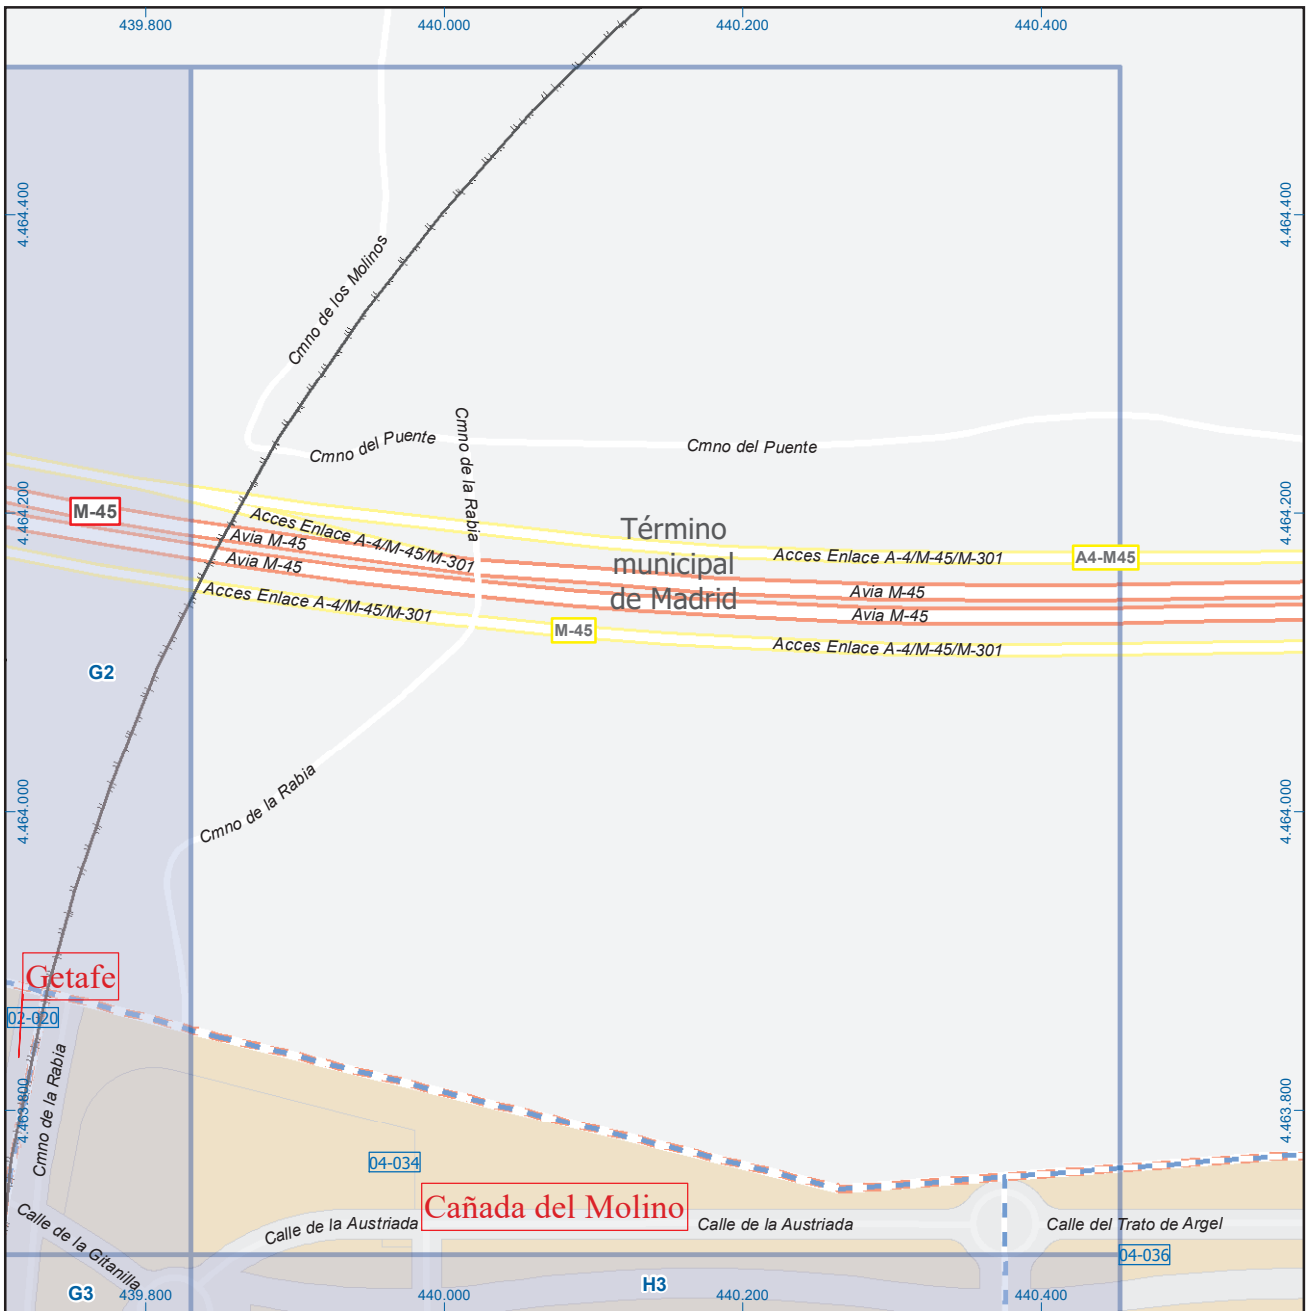 439.800
440.000
440.200
440.400
4.464.400
4.464.400
Cmno de los Molinos
Cmno del Puente
Cmno de la Rabia
Cmno del Puente
4.464.200
4.464.200
M-45
Acces Enlace A-4/M-45/M-301
Avia M-45
Avia M-45
Acces Enlace A-4/M-45/M-301
Término
municipal
de Madrid
Acces Enlace A-4/M-45/M-301
A4-M45
Avia M-45
Avia M-45
M-45
Acces Enlace A-4/M-45/M-301
G2
Cmno de la Rabia
4.464.000
4.464.000
Getafe
02-020
Cmno de la Rabia
4.463.800
4.463.800
04-034
Cañada del Molino
Calle de la Gitanilla
Calle de la Austriada
Calle de la Austriada
Calle del Trato de Argel
04-036
G3
H3
439.800
440.000
440.200
440.400